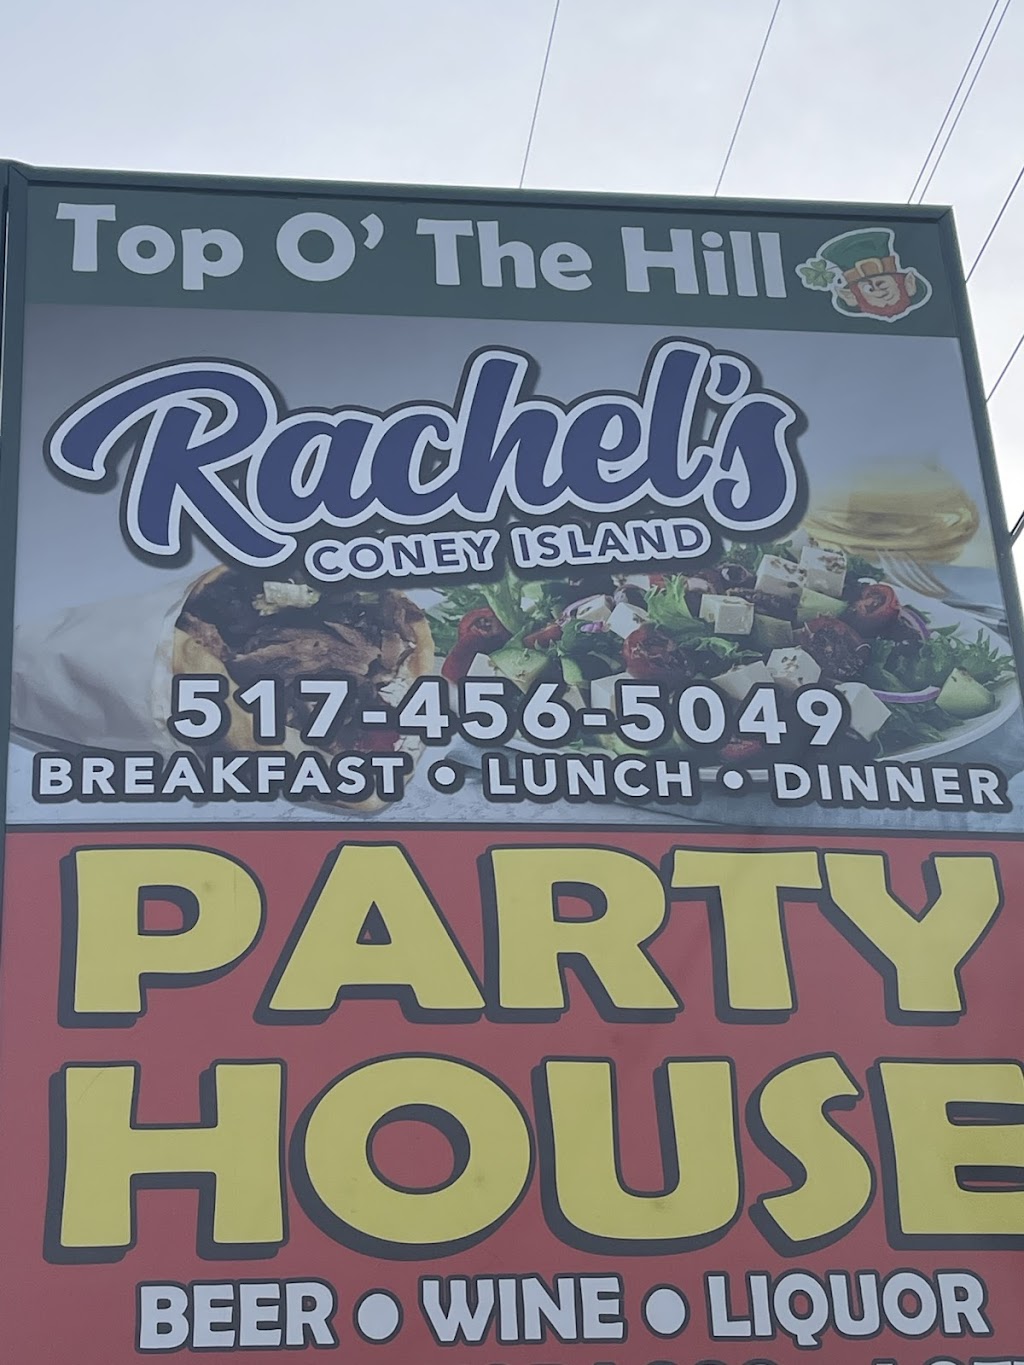 Top O' The Hill
Rachel's
CONEY ISLAND
517-456-5049
BREAKFAST • LUNCH • DINNER
PARTY
HOUSE
BEER • WINE • LIQUOR